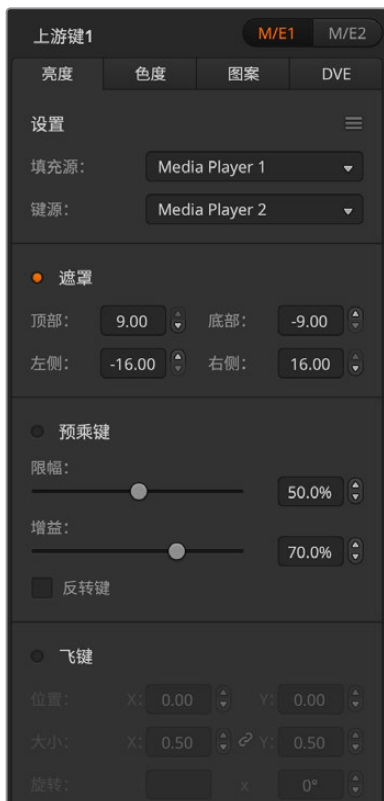 上游键1 M/E1 M/E2
亮度 色度 图案 DVE
设置
填充源： Media Player 1
键源： Media Player 2
遮罩
顶部： 9.00 底部： -9.00
左侧： -16.00 右侧： 16.00
预乘键
限幅：
50.0%
增益：
70.0%
反转键
飞键
位置： X: 0.00 Y: 0.00
大小： X: 0.50 Y: 0.50
旋转： x 0°